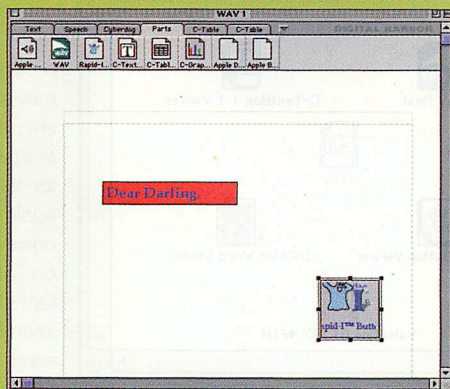 WAV 1
Text Speech Cyberdog Parts C-Table C-Table DIGITAL HARBOR
Apple ... WAV Rapid-I... C-Text... C-Tabl... C-Grap... Apple D... Apple B...
Dear Darling,
apid-I™ Butt